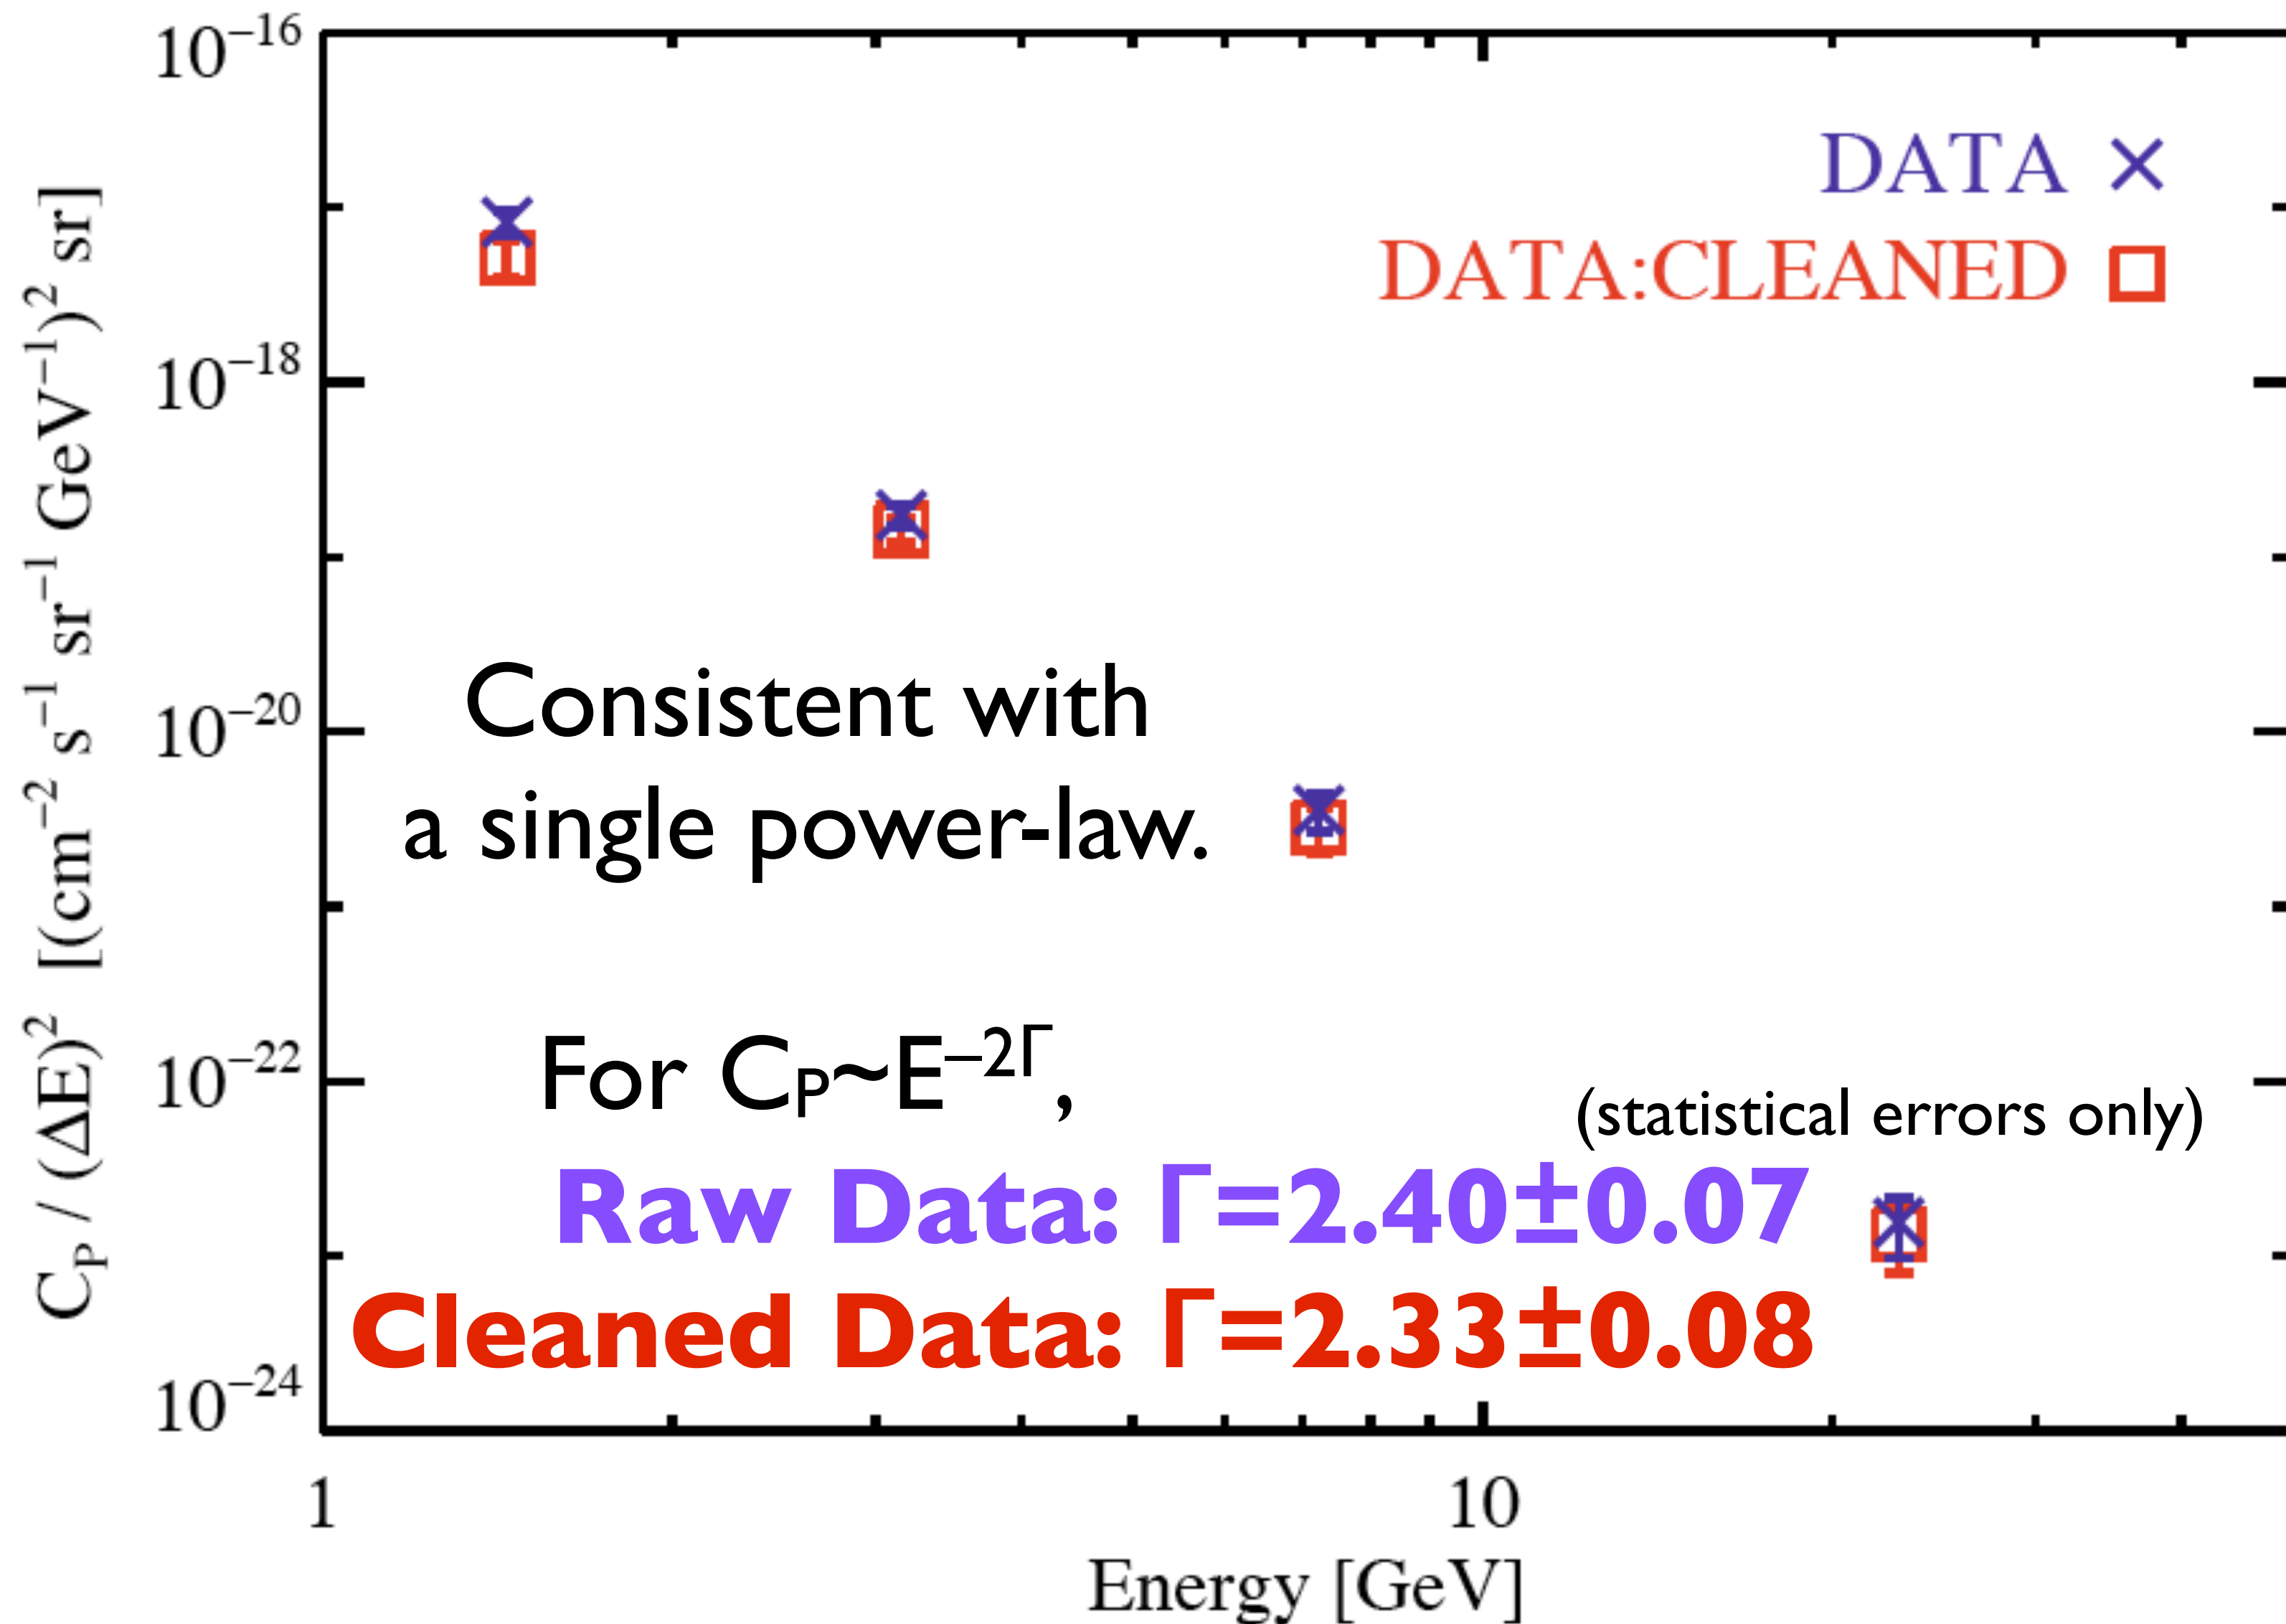 10⁻¹⁶
10⁻¹⁸
10⁻²⁰
10⁻²²
10⁻²⁴
C_P / (ΔE)² [(cm⁻² s⁻¹ sr⁻¹ GeV⁻¹)² sr]
DATA
DATA:CLEANED
Consistent with
a single power-law.
For C_P~E⁻²ᴦ,
(statistical errors only)
Raw Data: Γ=2.40±0.07
Cleaned Data: Γ=2.33±0.08
1 10
Energy [GeV]